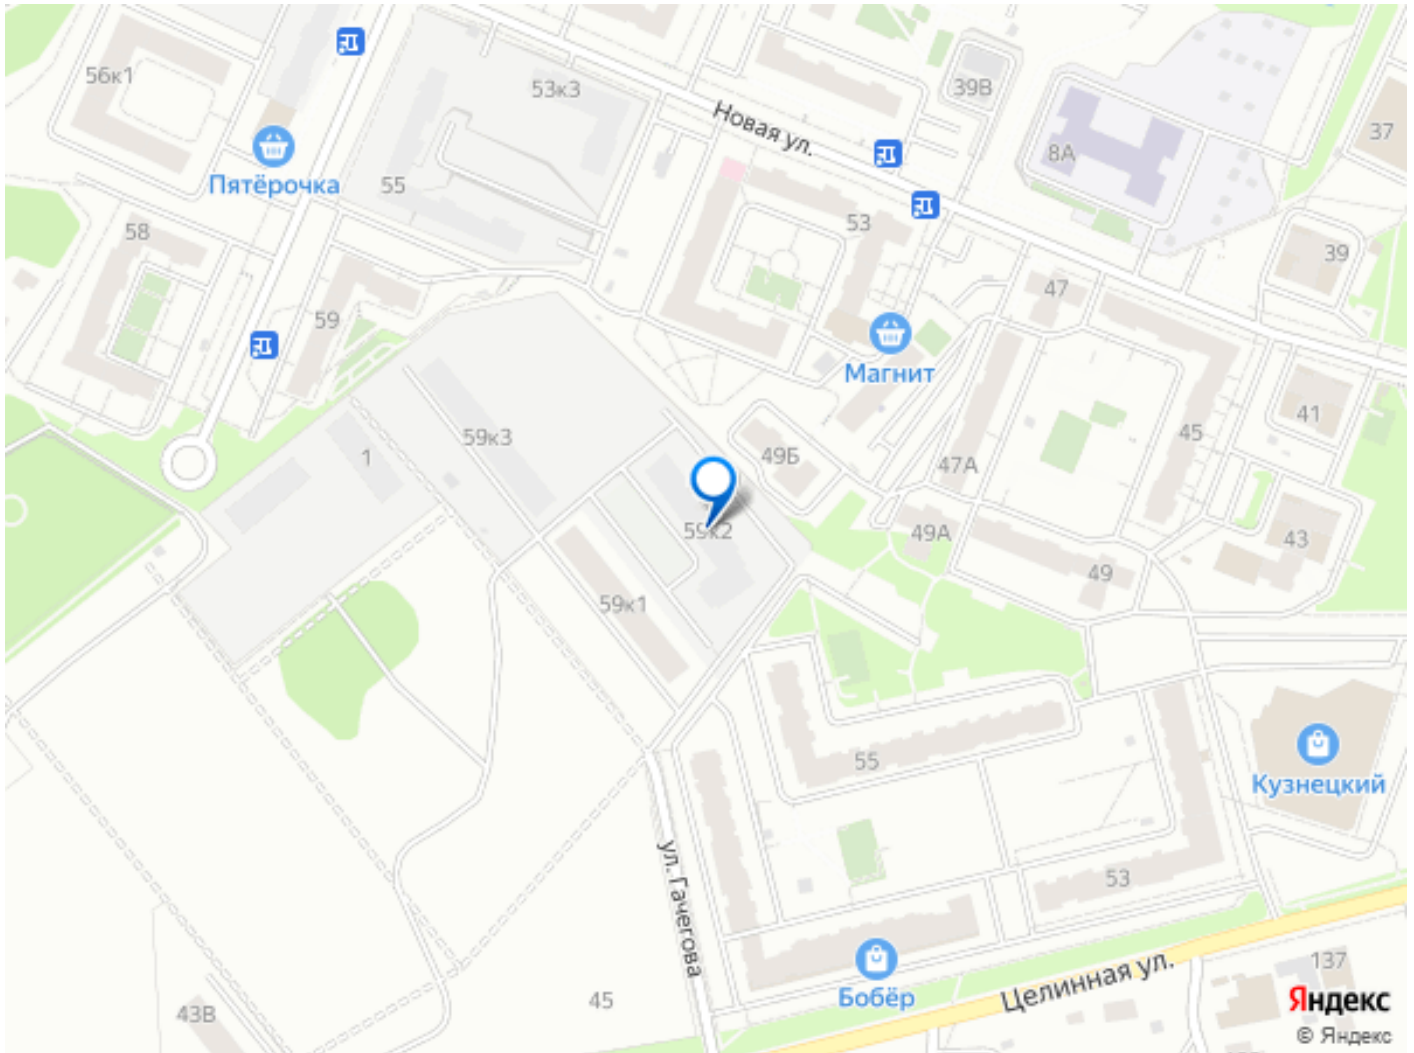 56к1
53к3
39В
37
Новая ул.
8А
Пятёрочка
55
58
53
39
47
59
Магнит
41
59к3
1
49Б
47А
45
59к2
49А
43
49
59к1
55
Кузнецкий
ул. Гачегова
53
Бобёр
Целинная ул.
137
43В
45
Яндекс
© Яндекс